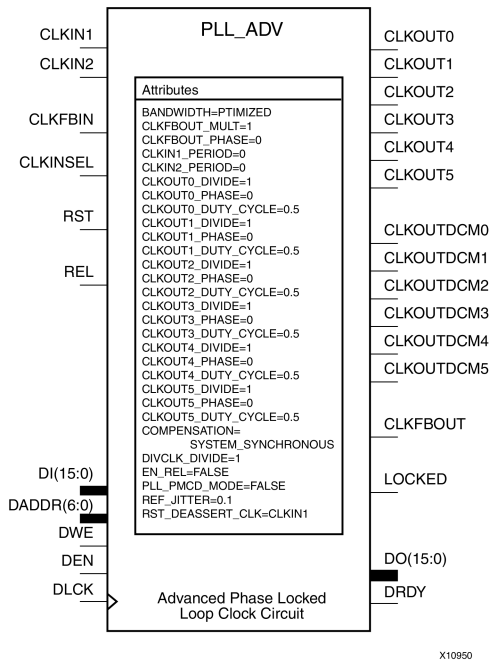 PLL_ADV
CLKIN1
CLKIN2
CLKFBIN
CLKINSEL
RST
REL
DI(15:0)
DADDR(6:0)
DWE
DEN
DLCK
Attributes
BANDWIDTH=PTIMIZED
CLKFBOUT_MULT=1
CLKFBOUT_PHASE=0
CLKIN1_PERIOD=0
CLKIN2_PERIOD=0
CLKOUT0_DIVIDE=1
CLKOUT0_PHASE=0
CLKOUT0_DUTY_CYCLE=0.5
CLKOUT1_DIVIDE=1
CLKOUT1_PHASE=0
CLKOUT1_DUTY_CYCLE=0.5
CLKOUT2_DIVIDE=1
CLKOUT2_PHASE=0
CLKOUT2_DUTY_CYCLE=0.5
CLKOUT3_DIVIDE=1
CLKOUT3_PHASE=0
CLKOUT3_DUTY_CYCLE=0.5
CLKOUT4_DIVIDE=1
CLKOUT4_PHASE=0
CLKOUT4_DUTY_CYCLE=0.5
CLKOUT5_DIVIDE=1
CLKOUT5_PHASE=0
CLKOUT5_DUTY_CYCLE=0.5
COMPENSATION=
SYSTEM_SYNCHRONOUS
DIVCLK_DIVIDE=1
EN_REL=FALSE
PLL_PMCD_MODE=FALSE
REF_JITTER=0.1
RST_DEASSERT_CLK=CLKIN1
CLKOUT0
CLKOUT1
CLKOUT2
CLKOUT3
CLKOUT4
CLKOUT5
CLKOUTDCM0
CLKOUTDCM1
CLKOUTDCM2
CLKOUTDCM3
CLKOUTDCM4
CLKOUTDCM5
CLKFBOUT
LOCKED
DO(15:0)
DRDY
Advanced Phase Locked
Loop Clock Circuit
X10950